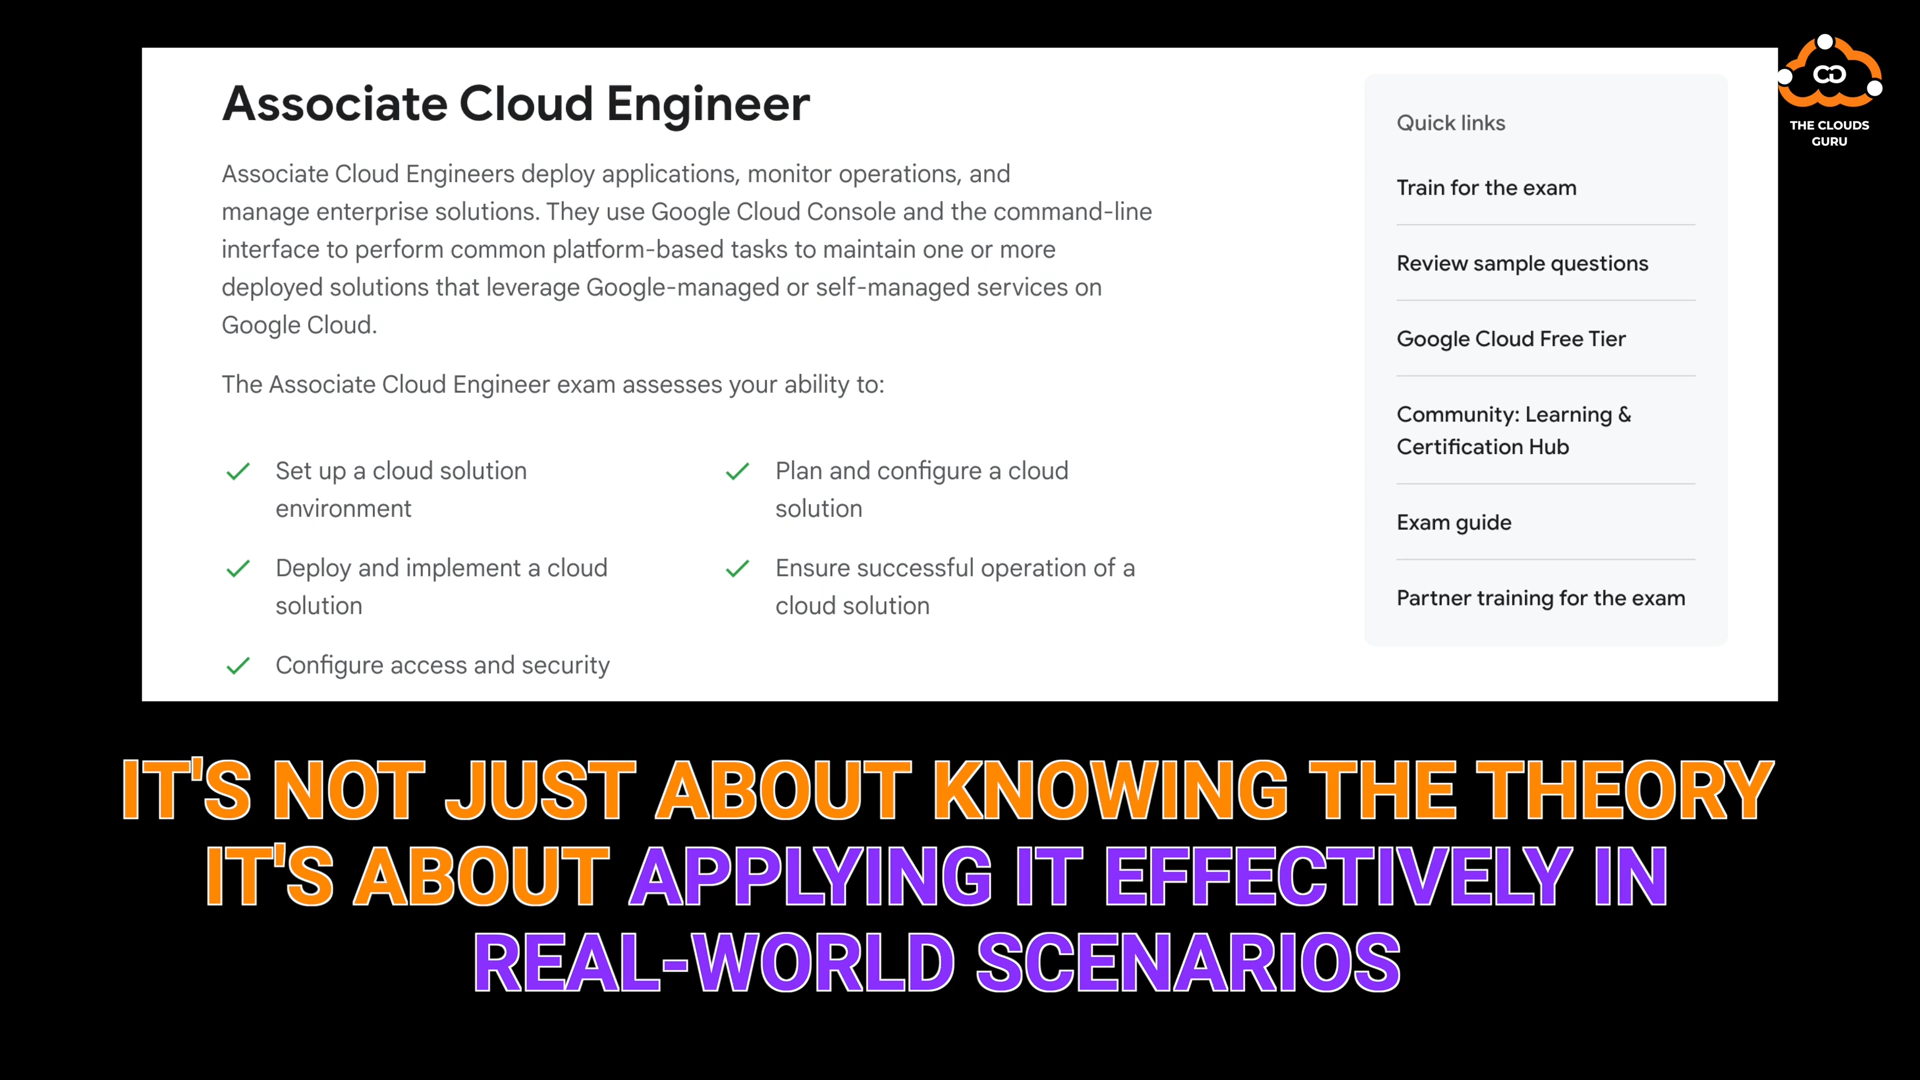 Associate Cloud Engineer
Associate Cloud Engineers deploy applications, monitor operations, and
manage enterprise solutions. They use Google Cloud Console and the command-line
interface to perform common platform-based tasks to maintain one or more
deployed solutions that leverage Google-managed or self-managed services on
Google Cloud.
The Associate Cloud Engineer exam assesses your ability to:
Set up a cloud solution
environment
Plan and configure a cloud
solution
Deploy and implement a cloud
solution
Ensure successful operation of a
cloud solution
Configure access and security
Quick links
Train for the exam
Review sample questions
Google Cloud Free Tier
Community: Learning &
Certification Hub
Exam guide
Partner training for the exam
THE CLOUDS
GURU
IT'S NOT JUST ABOUT KNOWING THE THEORY
IT'S ABOUT APPLYING IT EFFECTIVELY IN
REAL-WORLD SCENARIOS